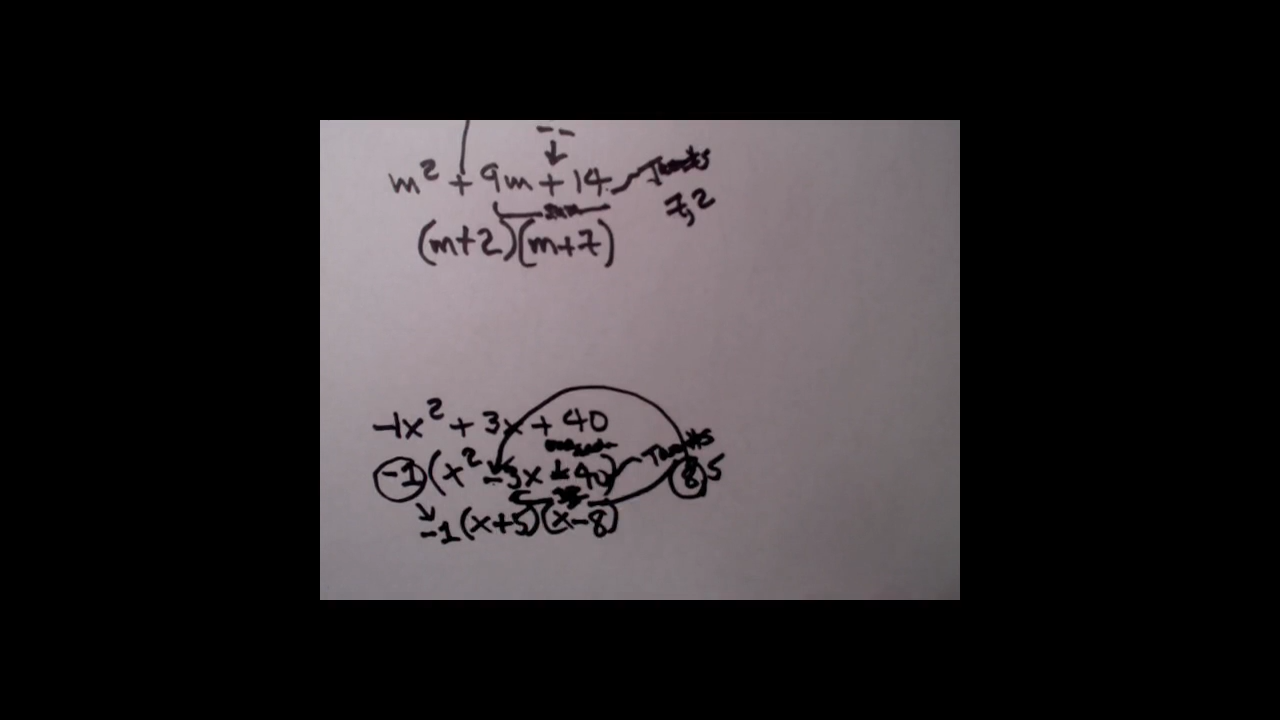 m² + 9m + 14
7, 2
(m+2)(m+7)
-1x² + 3x + 40
-1(x² - 3x - 40) 8, 5
-1(x+5)(x-8)